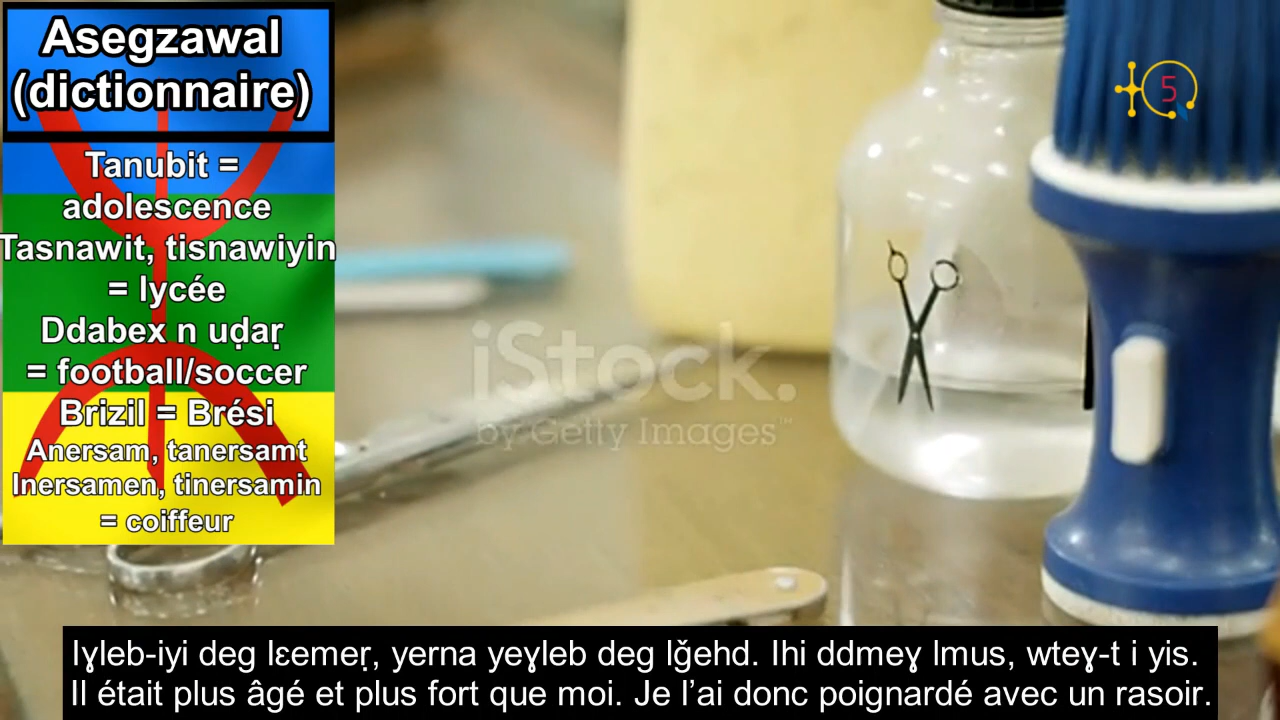 Asegzawal
(dictionnaire)
Tanubit =
adolescence
Tasnawit, tisnawiyin
= lycée
Ddabex n uḍaṛ
= football/soccer
Brizil = Brési
Anersam, tanersamt
Inersamen, tinersamin
= coiffeur
5
iStock.
by Getty Images™
Iɣleb-iyi deg lɛemeṛ, yerna yeɣleb deg lǧehd. Ihi ddmeɣ lmus, wteɣ-t i yis.
Il était plus âgé et plus fort que moi. Je l’ai donc poignardé avec un rasoir.